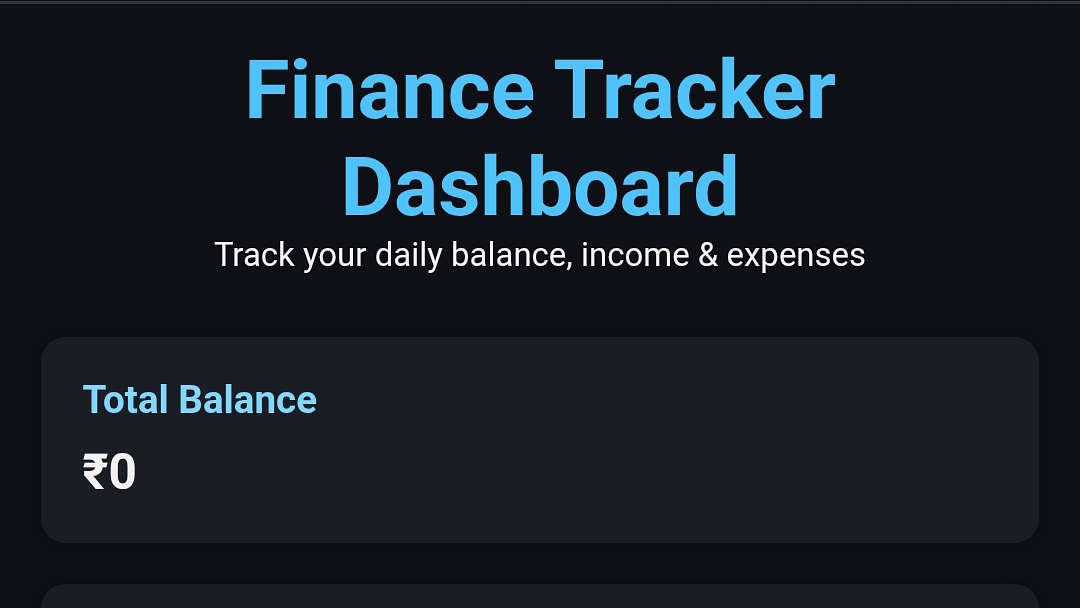 Finance Tracker
Dashboard
Track your daily balance, income & expenses
Total Balance
₹0